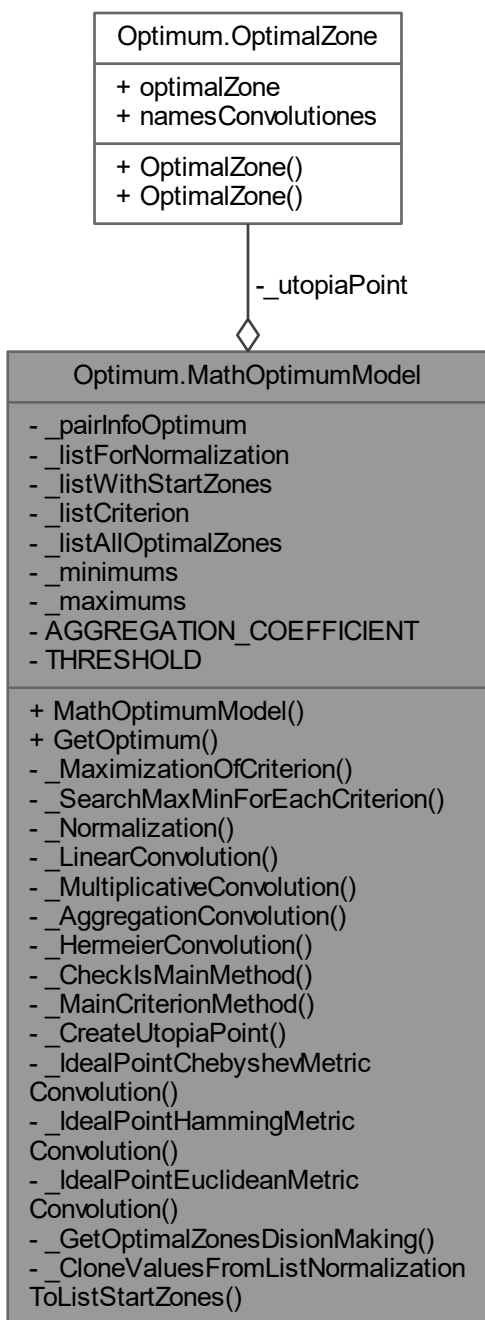 Optimum.OptimalZone
+ optimalZone
+ namesConvolutiones
+ OptimalZone()
+ OptimalZone()
-_utopiaPoint
Optimum.MathOptimumModel
- _pairInfoOptimum
- _listForNormalization
- _listWithStartZones
- _listCriterion
- _listAllOptimalZones
- _minimums
- _maximums
- AGGREGATION_COEFFICIENT
- THRESHOLD
+ MathOptimumModel()
+ GetOptimum()
- _MaximizationOfCriterion()
- _SearchMaxMinForEachCriterion()
- _Normalization()
- _LinearConvolution()
- _MultiplicativeConvolution()
- _AggregationConvolution()
- _HermeierConvolution()
- _CheckIsMainMethod()
- _MainCriterionMethod()
- _CreateUtopiaPoint()
- _IdealPointChebyshevMetric
Convolution()
- _IdealPointHammingMetric
Convolution()
- _IdealPointEuclideanMetric
Convolution()
- _GetOptimalZonesDisionMaking()
- _CloneValuesFromListNormalization
ToListStartZones()